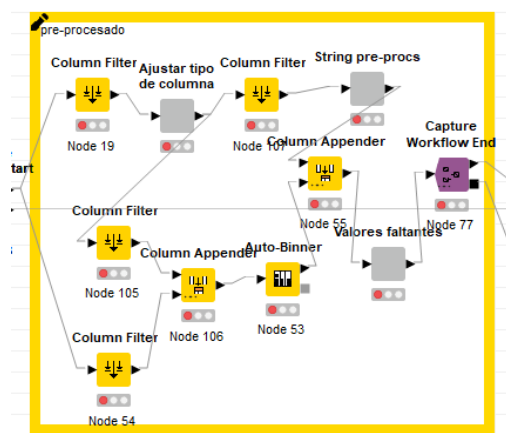 pre-procesado
Column Filter
Ajustar tipo
de columna
Column Filter
String pre-procs
Node 19
Node 107
Column Appender
Capture
Workflow End
tart
Node 55
Node 77
Column Filter
Valores faltantes
Node 105
Column Appender
Auto-Binner
Node 106
Node 53
Column Filter
Node 54